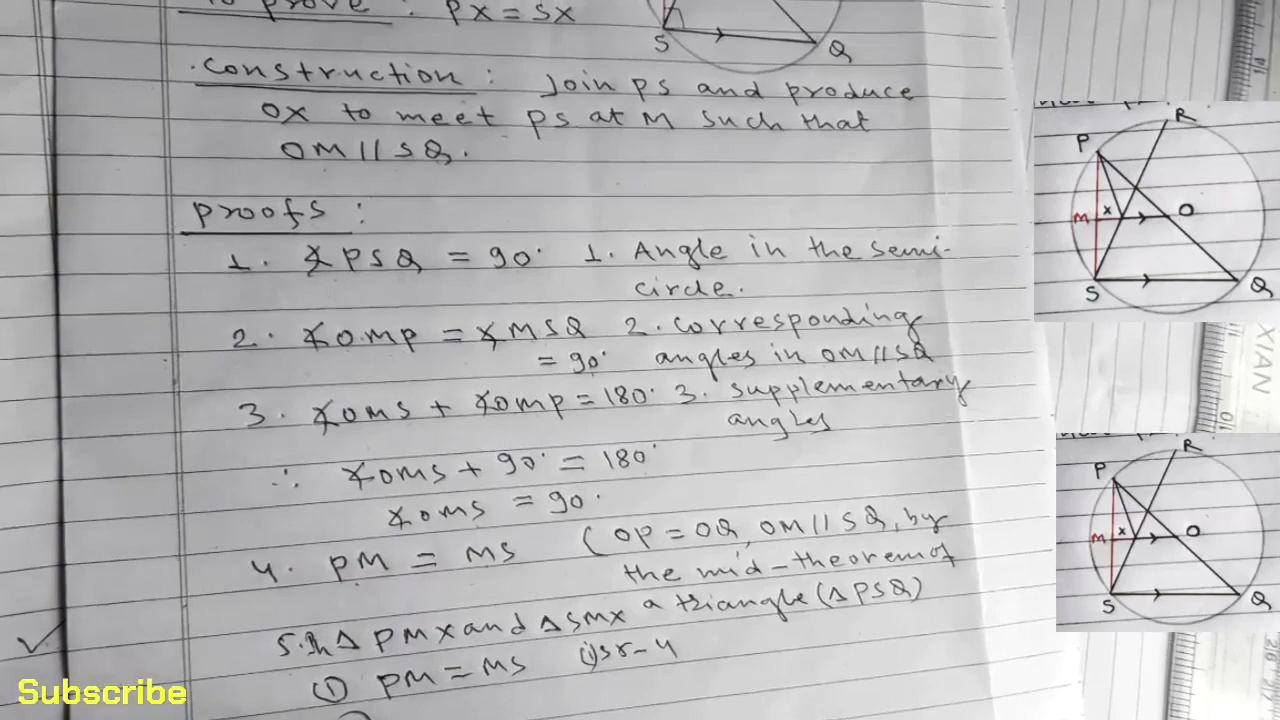 To prove : PX = SX
S
Q
Construction : Join PS and produce
OX to meet PS at M such that
OM // SQ.
Proofs :
1. ∡PSQ = 90° 1. Angle in the semi-
circle.
2. ∡OMP = ∡MSQ 2. Corresponding
= 90° angles in OM//SQ
3. ∡OMS + ∡OMP = 180° 3. supplementary
angles
∴ ∡OMS + 90° = 180°
∡OMS = 90°
4. PM = MS (OP = OQ, OM // SQ, by
the mid-theorem of
a triangle (△PSQ)
5. In △PMX and △SMX
(i) PM = MS (i) sr-4
R
P
M
X
O
S
Q
R
P
M
X
O
S
Q
XIAN
Subscribe